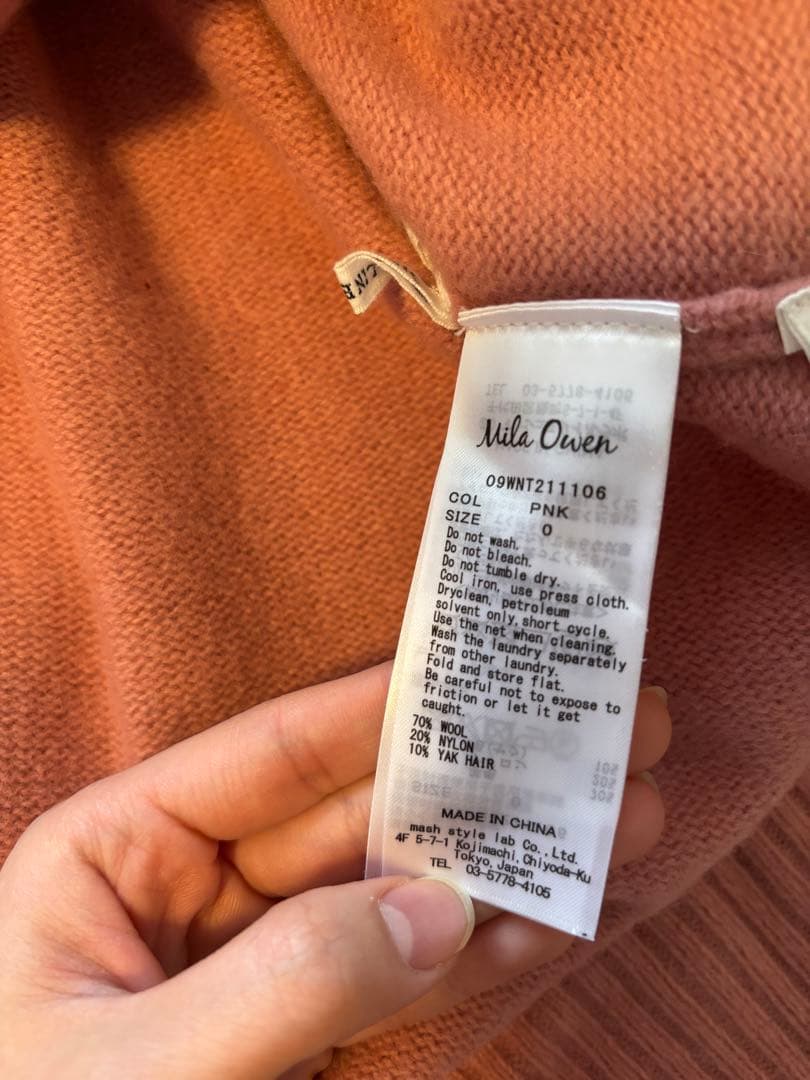 Mila Owen
09WNT211106
COL PNK
SIZE 0
Do not wash.
Do not bleach.
Do not tumble dry.
Cool iron, use press cloth.
Dryclean, petroleum
solvent only, short cycle.
Use the net when cleaning.
Wash the laundry separately
from other laundry.
Fold and store flat.
Be careful not to expose to
friction or let it get
caught.
70% WOOL
20% NYLON
10% YAK HAIR
MADE IN CHINA
mash style lab Co.,Ltd.
4F 5-7-1 Kojimachi,Chiyoda-Ku
Tokyo,Japan
TEL 03-5778-4105